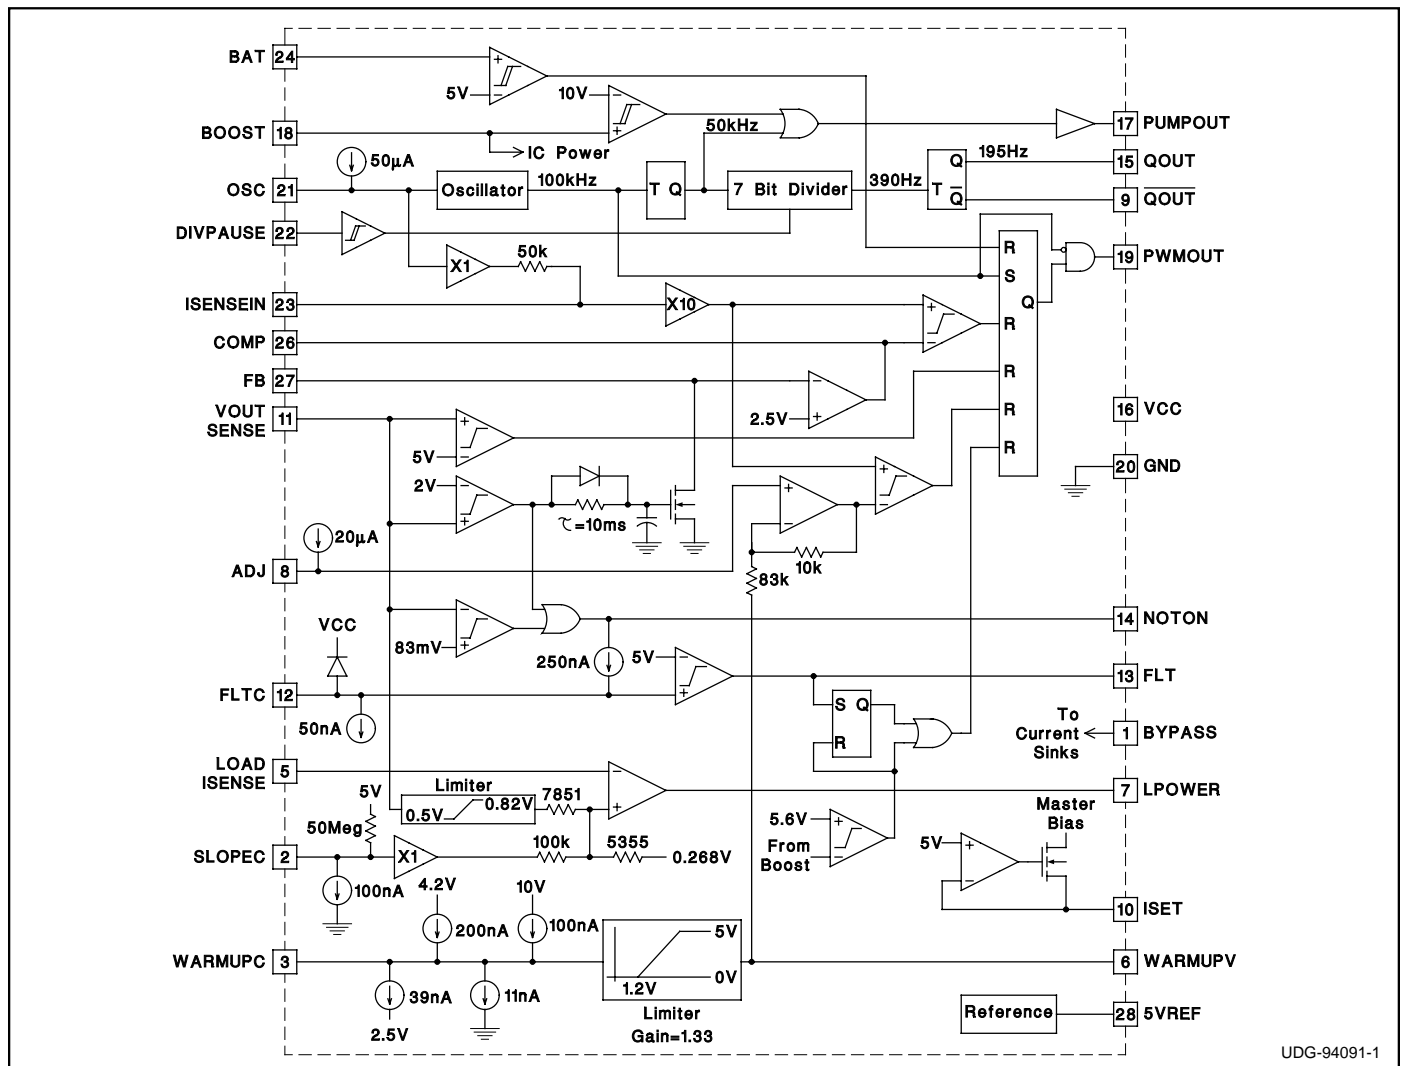 BAT 24
5V
10V
BOOST 18
IC Power
50kHz
17 PUMPOUT
50µA
OSC 21
Oscillator
100kHz
T Q
7 Bit Divider
390Hz
Q
T Q
195Hz
15 QOUT
9 QOUT
DIVPAUSE 22
X1
50k
R
S
Q
R
R
R
R
19 PWMOUT
ISENSEIN 23
X10
COMP 26
FB 27
2.5V
VOUT
SENSE 11
5V
16 VCC
2V
τ=10ms
20 GND
20µA
ADJ 8
10k
83k
83mV
14 NOTON
VCC
250nA
5V
FLTC 12
50nA
13 FLT
S Q
R
To
Current
Sinks
1 BYPASS
LOAD
ISENSE 5
Limiter
0.5V 0.82V
7851
7 LPOWER
5V
50Meg
5.6V
From
Boost
Master
Bias
5V
SLOPEC 2
X1
100k
5355
0.268V
100nA
4.2V
200nA
10V
100nA
10 ISET
WARMUPC 3
39nA
2.5V
11nA
5V
0V
1.2V
Limiter
Gain=1.33
6 WARMUPV
Reference
28 5VREF
UDG-94091-1